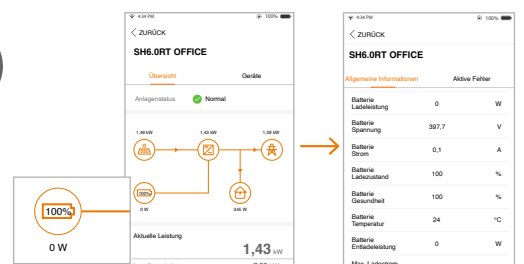 4:34 PM 100%
ZURÜCK
SH6.0RT OFFICE
Übersicht Geräte
Anlagenstatus Normal
1,49 kW 1,43 kW 1,09 kW
100%
0 W 345 W
Aktuelle Leistung
1,43 kW
100%
0 W
4:34 PM 100%
ZURÜCK
SH6.0RT OFFICE
Allgemeine Informationen Aktive Fehler
Batterie
Ladeleistung 0 W
Batterie
Spannung 397,7 V
Batterie
Strom 0,1 A
Batterie
Ladezustand 100 %
Batterie
Gesundheit 100 %
Batterie
Temperatur 24 °C
Batterie
Entladeleistung 0 W
Max. Ladestrom